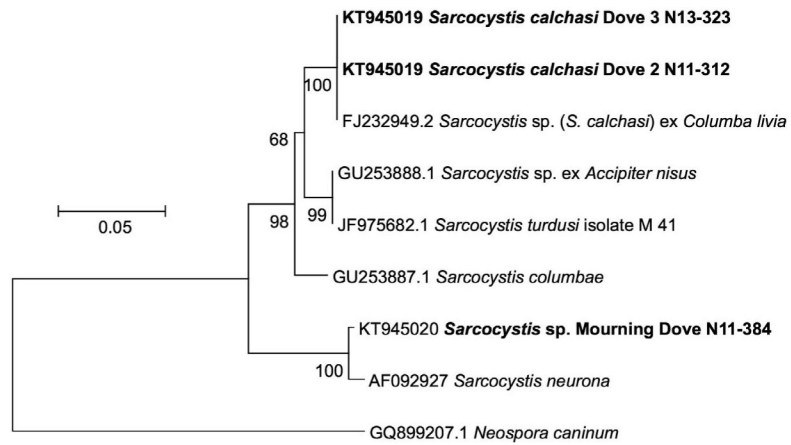 KT945019 Sarcocystis calchasi Dove 3 N13-323
KT945019 Sarcocystis calchasi Dove 2 N11-312
100
FJ232949.2 Sarcocystis sp. (S. calchasi) ex Columba livia
68
GU253888.1 Sarcocystis sp. ex Accipiter nisus
99
JF975682.1 Sarcocystis turdusi isolate M 41
0.05
98
GU253887.1 Sarcocystis columbae
KT945020 Sarcocystis sp. Mourning Dove N11-384
100
AF092927 Sarcocystis neurona
GQ899207.1 Neospora caninum